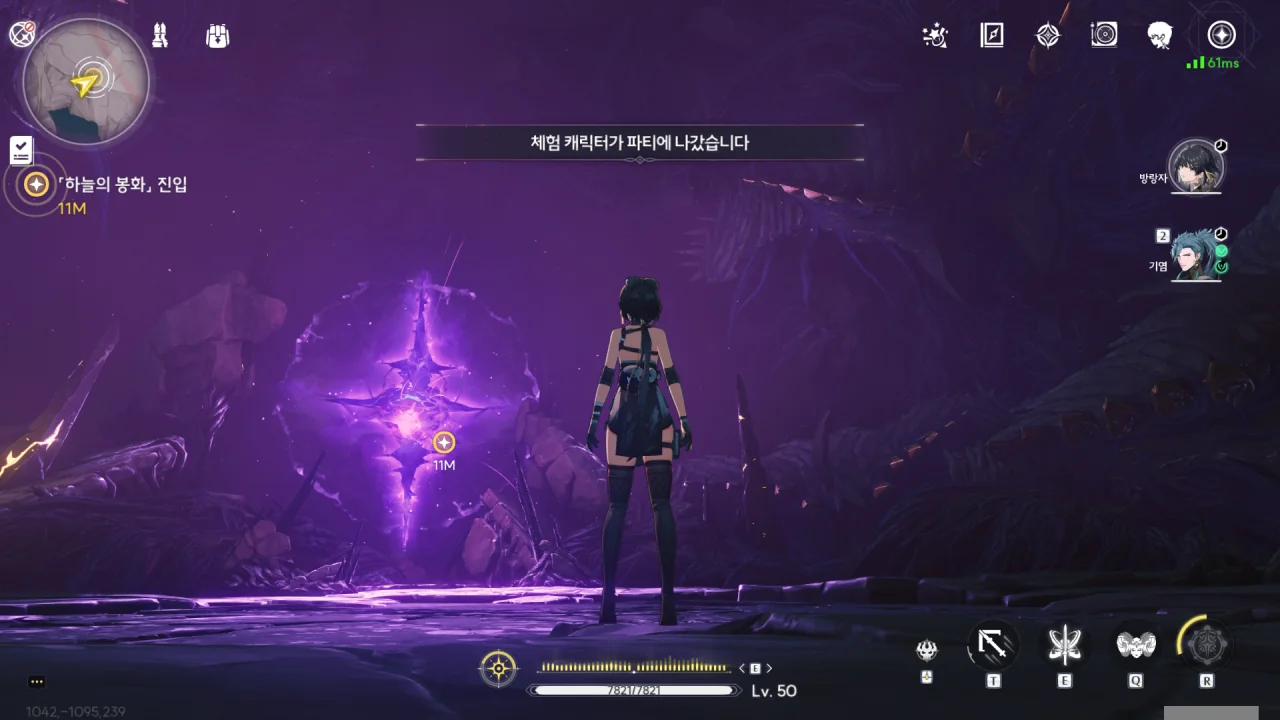 61ms
체험 캐릭터가 파티에 나갔습니다
「하늘의 봉화」 진입
11M
방랑자
2
기염
11M
E
7821/7821
Lv. 50
T
E
Q
R
1042,-1095,239